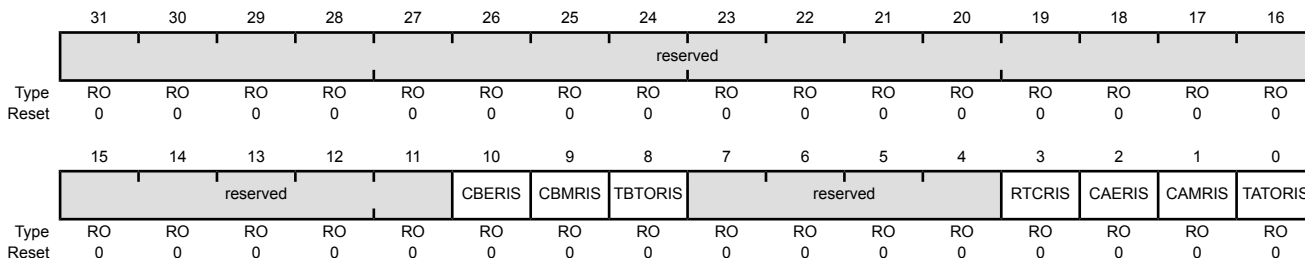 31 30 29 28 27 26 25 24 23 22 21 20 19 18 17 16
reserved
Type RO RO RO RO RO RO RO RO RO RO RO RO RO RO RO RO
Reset 0 0 0 0 0 0 0 0 0 0 0 0 0 0 0 0
15 14 13 12 11 10 9 8 7 6 5 4 3 2 1 0
reserved CBERIS CBMRIS TBTORIS reserved RTCRIS CAERIS CAMRIS TATORIS
Type RO RO RO RO RO RO RO RO RO RO RO RO RO RO RO RO
Reset 0 0 0 0 0 0 0 0 0 0 0 0 0 0 0 0